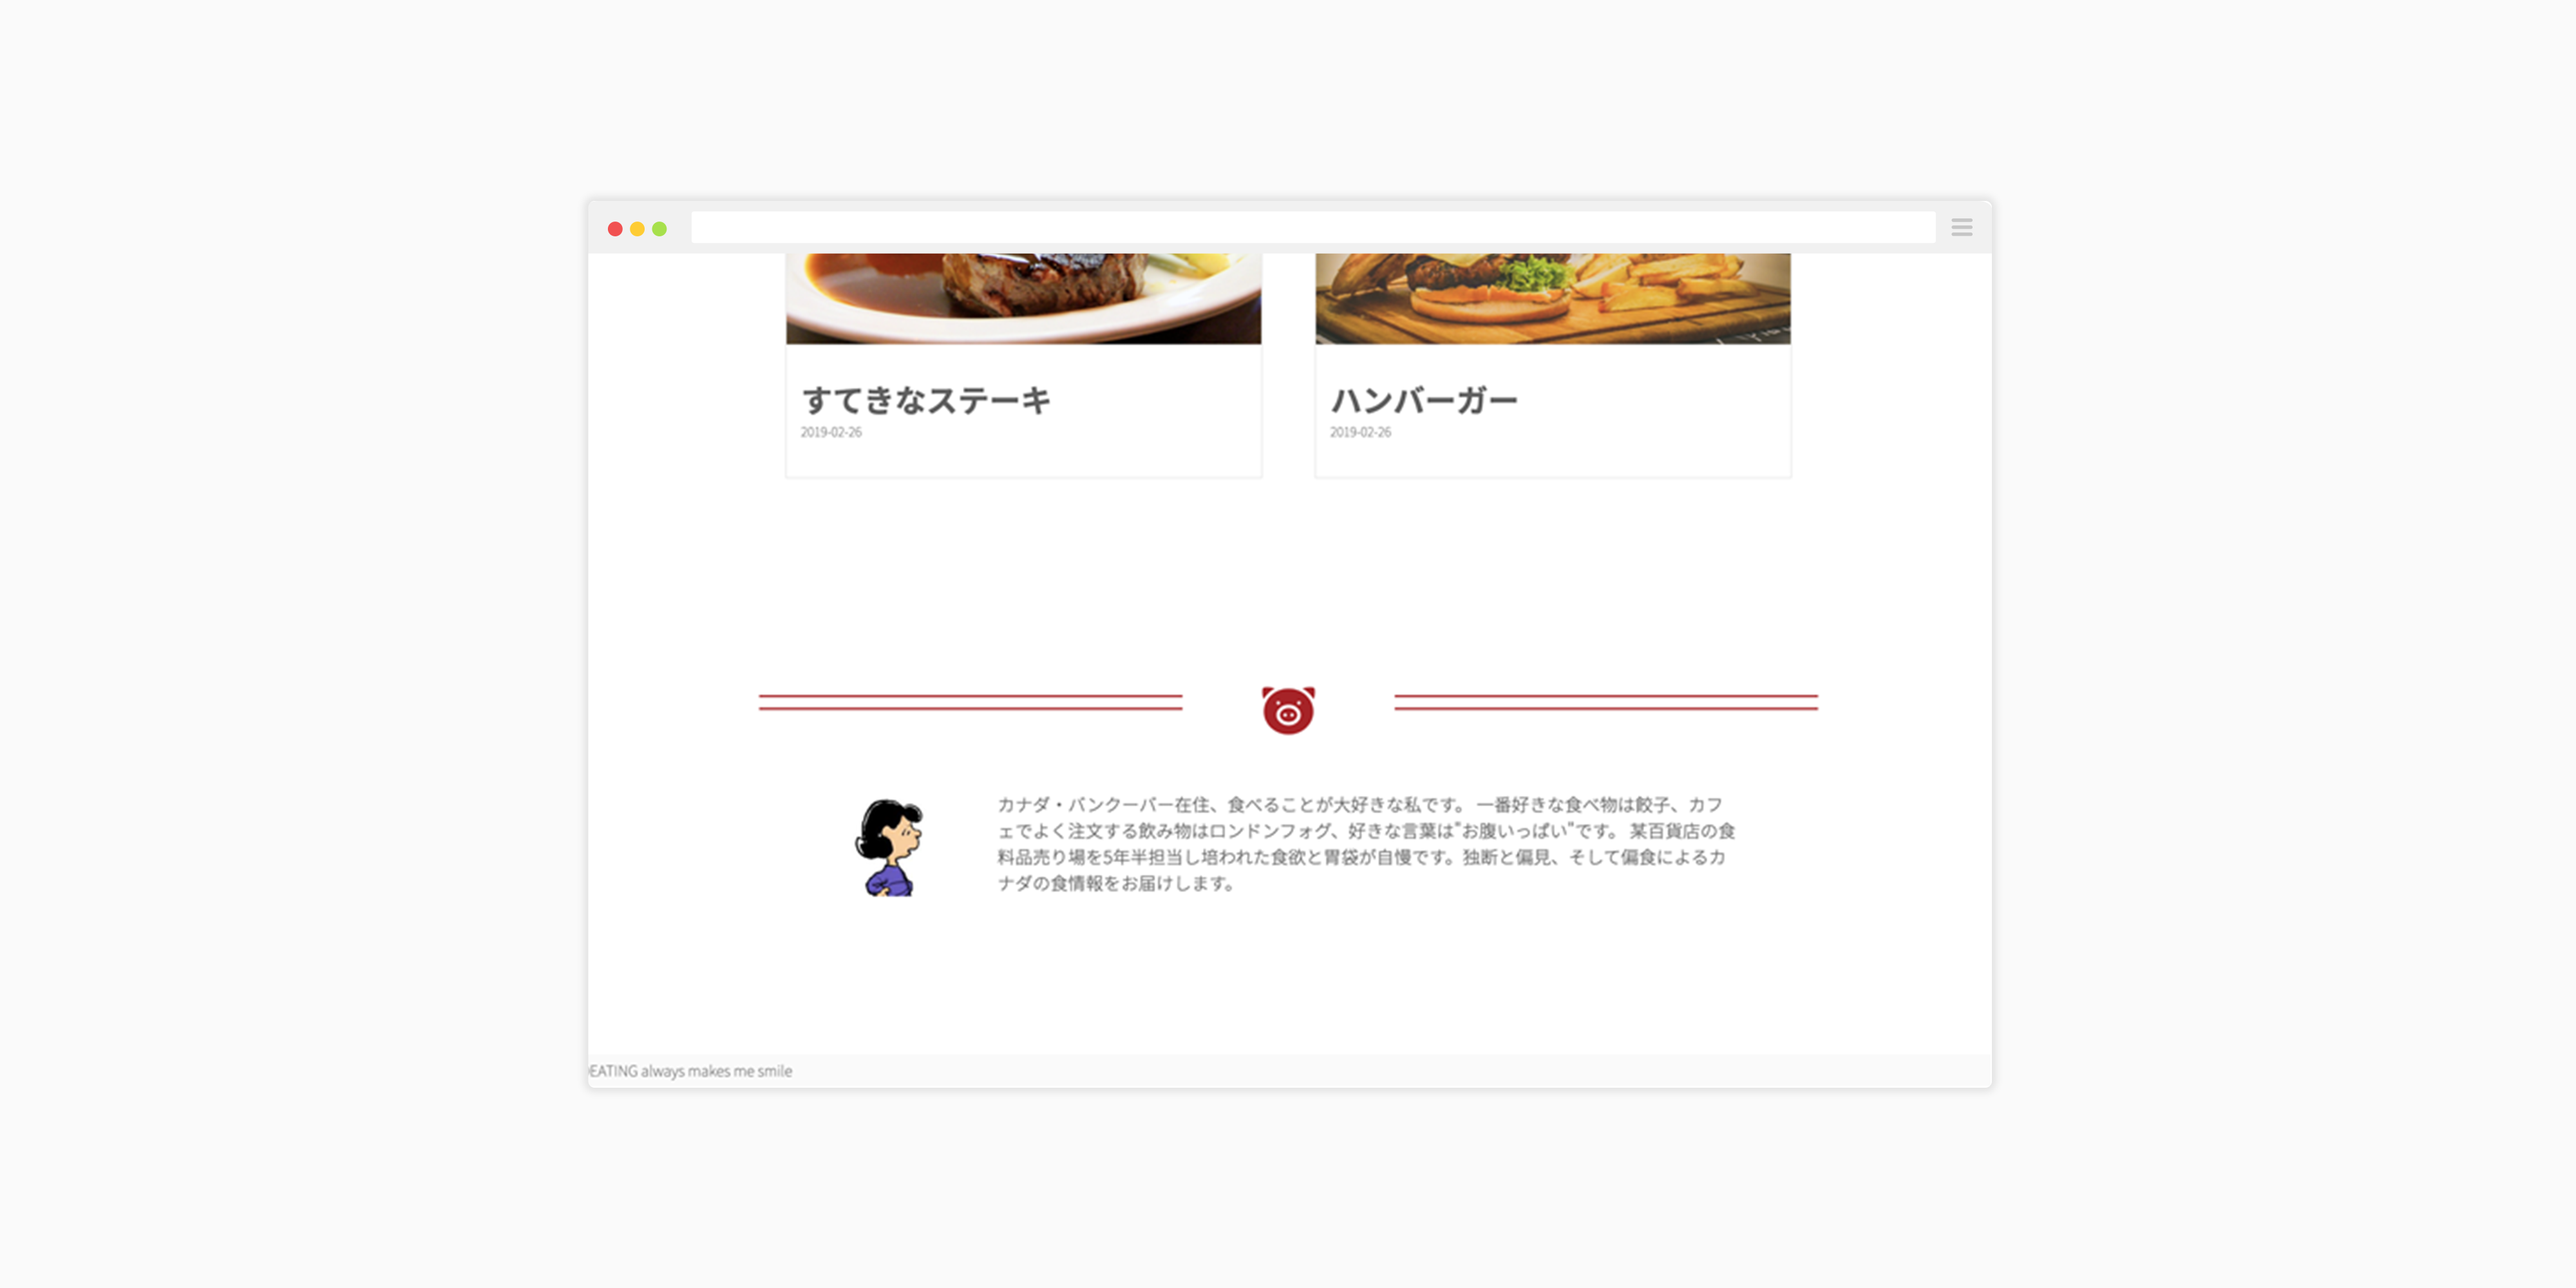 すてきなステーキ
2019-02-26
ハンバーガー
2019-02-26
カナダ・バンクーバー在住、食べることが大好きな私です。 一番好きな食べ物は餃子、カフ
ェでよく注文する飲み物はロンドンフォグ、好きな言葉は"お腹いっぱい"です。 某百貨店の食
料品売り場を5年半担当し培われた食欲と胃袋が自慢です。独断と偏見、そして偏食によるカ
ナダの食情報をお届けします。
EATING always makes me smile